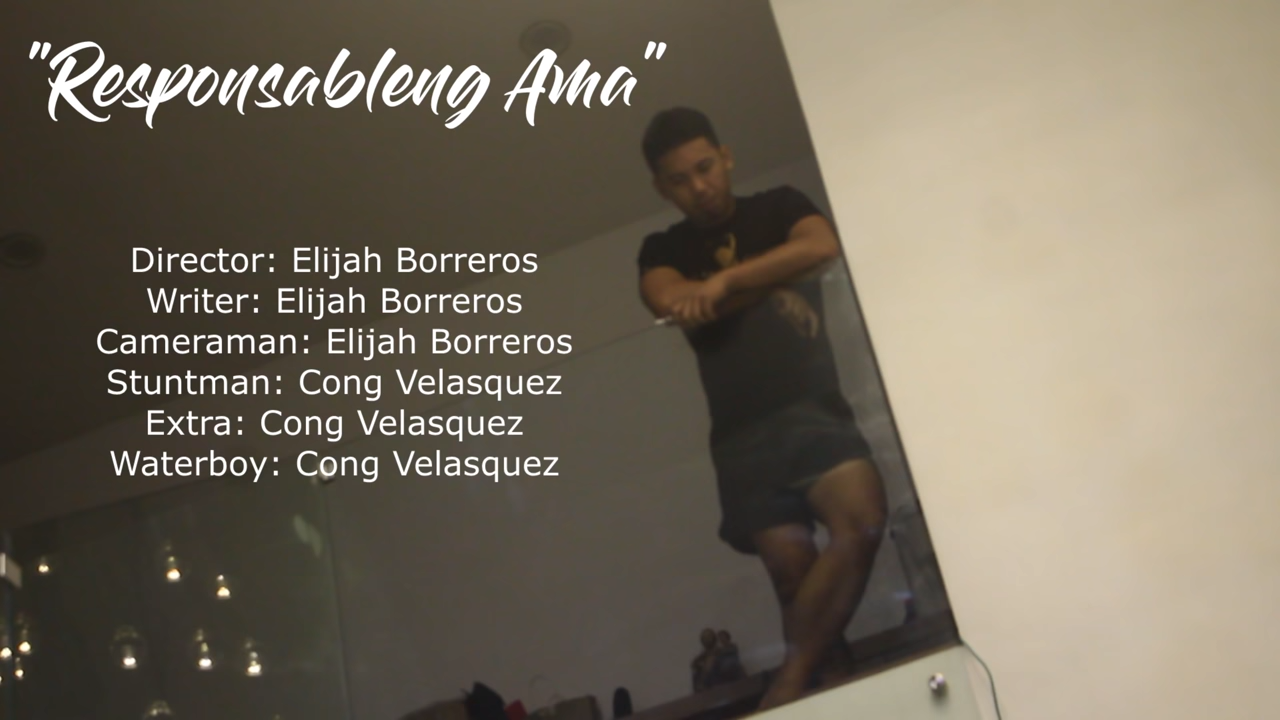 "Responsableng Ama"
Director: Elijah Borreros
Writer: Elijah Borreros
Cameraman: Elijah Borreros
Stuntman: Cong Velasquez
Extra: Cong Velasquez
Waterboy: Cong Velasquez